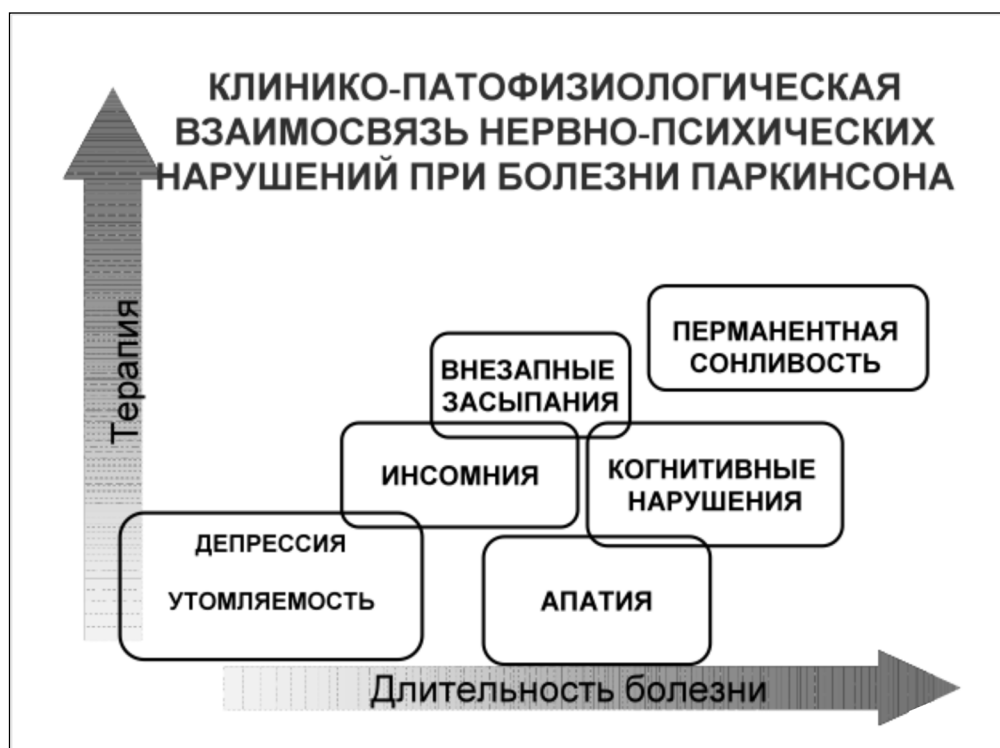 КЛИНИКО-ПАТОФИЗИОЛОГИЧЕСКАЯ
ВЗАИМОСВЯЗЬ НЕРВНО-ПСИХИЧЕСКИХ
НАРУШЕНИЙ ПРИ БОЛЕЗНИ ПАРКИНСОНА
Терапия
ПЕРМАНЕНТНАЯ
СОНЛИВОСТЬ
ВНЕЗАПНЫЕ
ЗАСЫПАНИЯ
ИНСОМНИЯ
КОГНИТИВНЫЕ
НАРУШЕНИЯ
ДЕПРЕССИЯ
УТОМЛЯЕМОСТЬ
АПАТИЯ
Длительность болезни